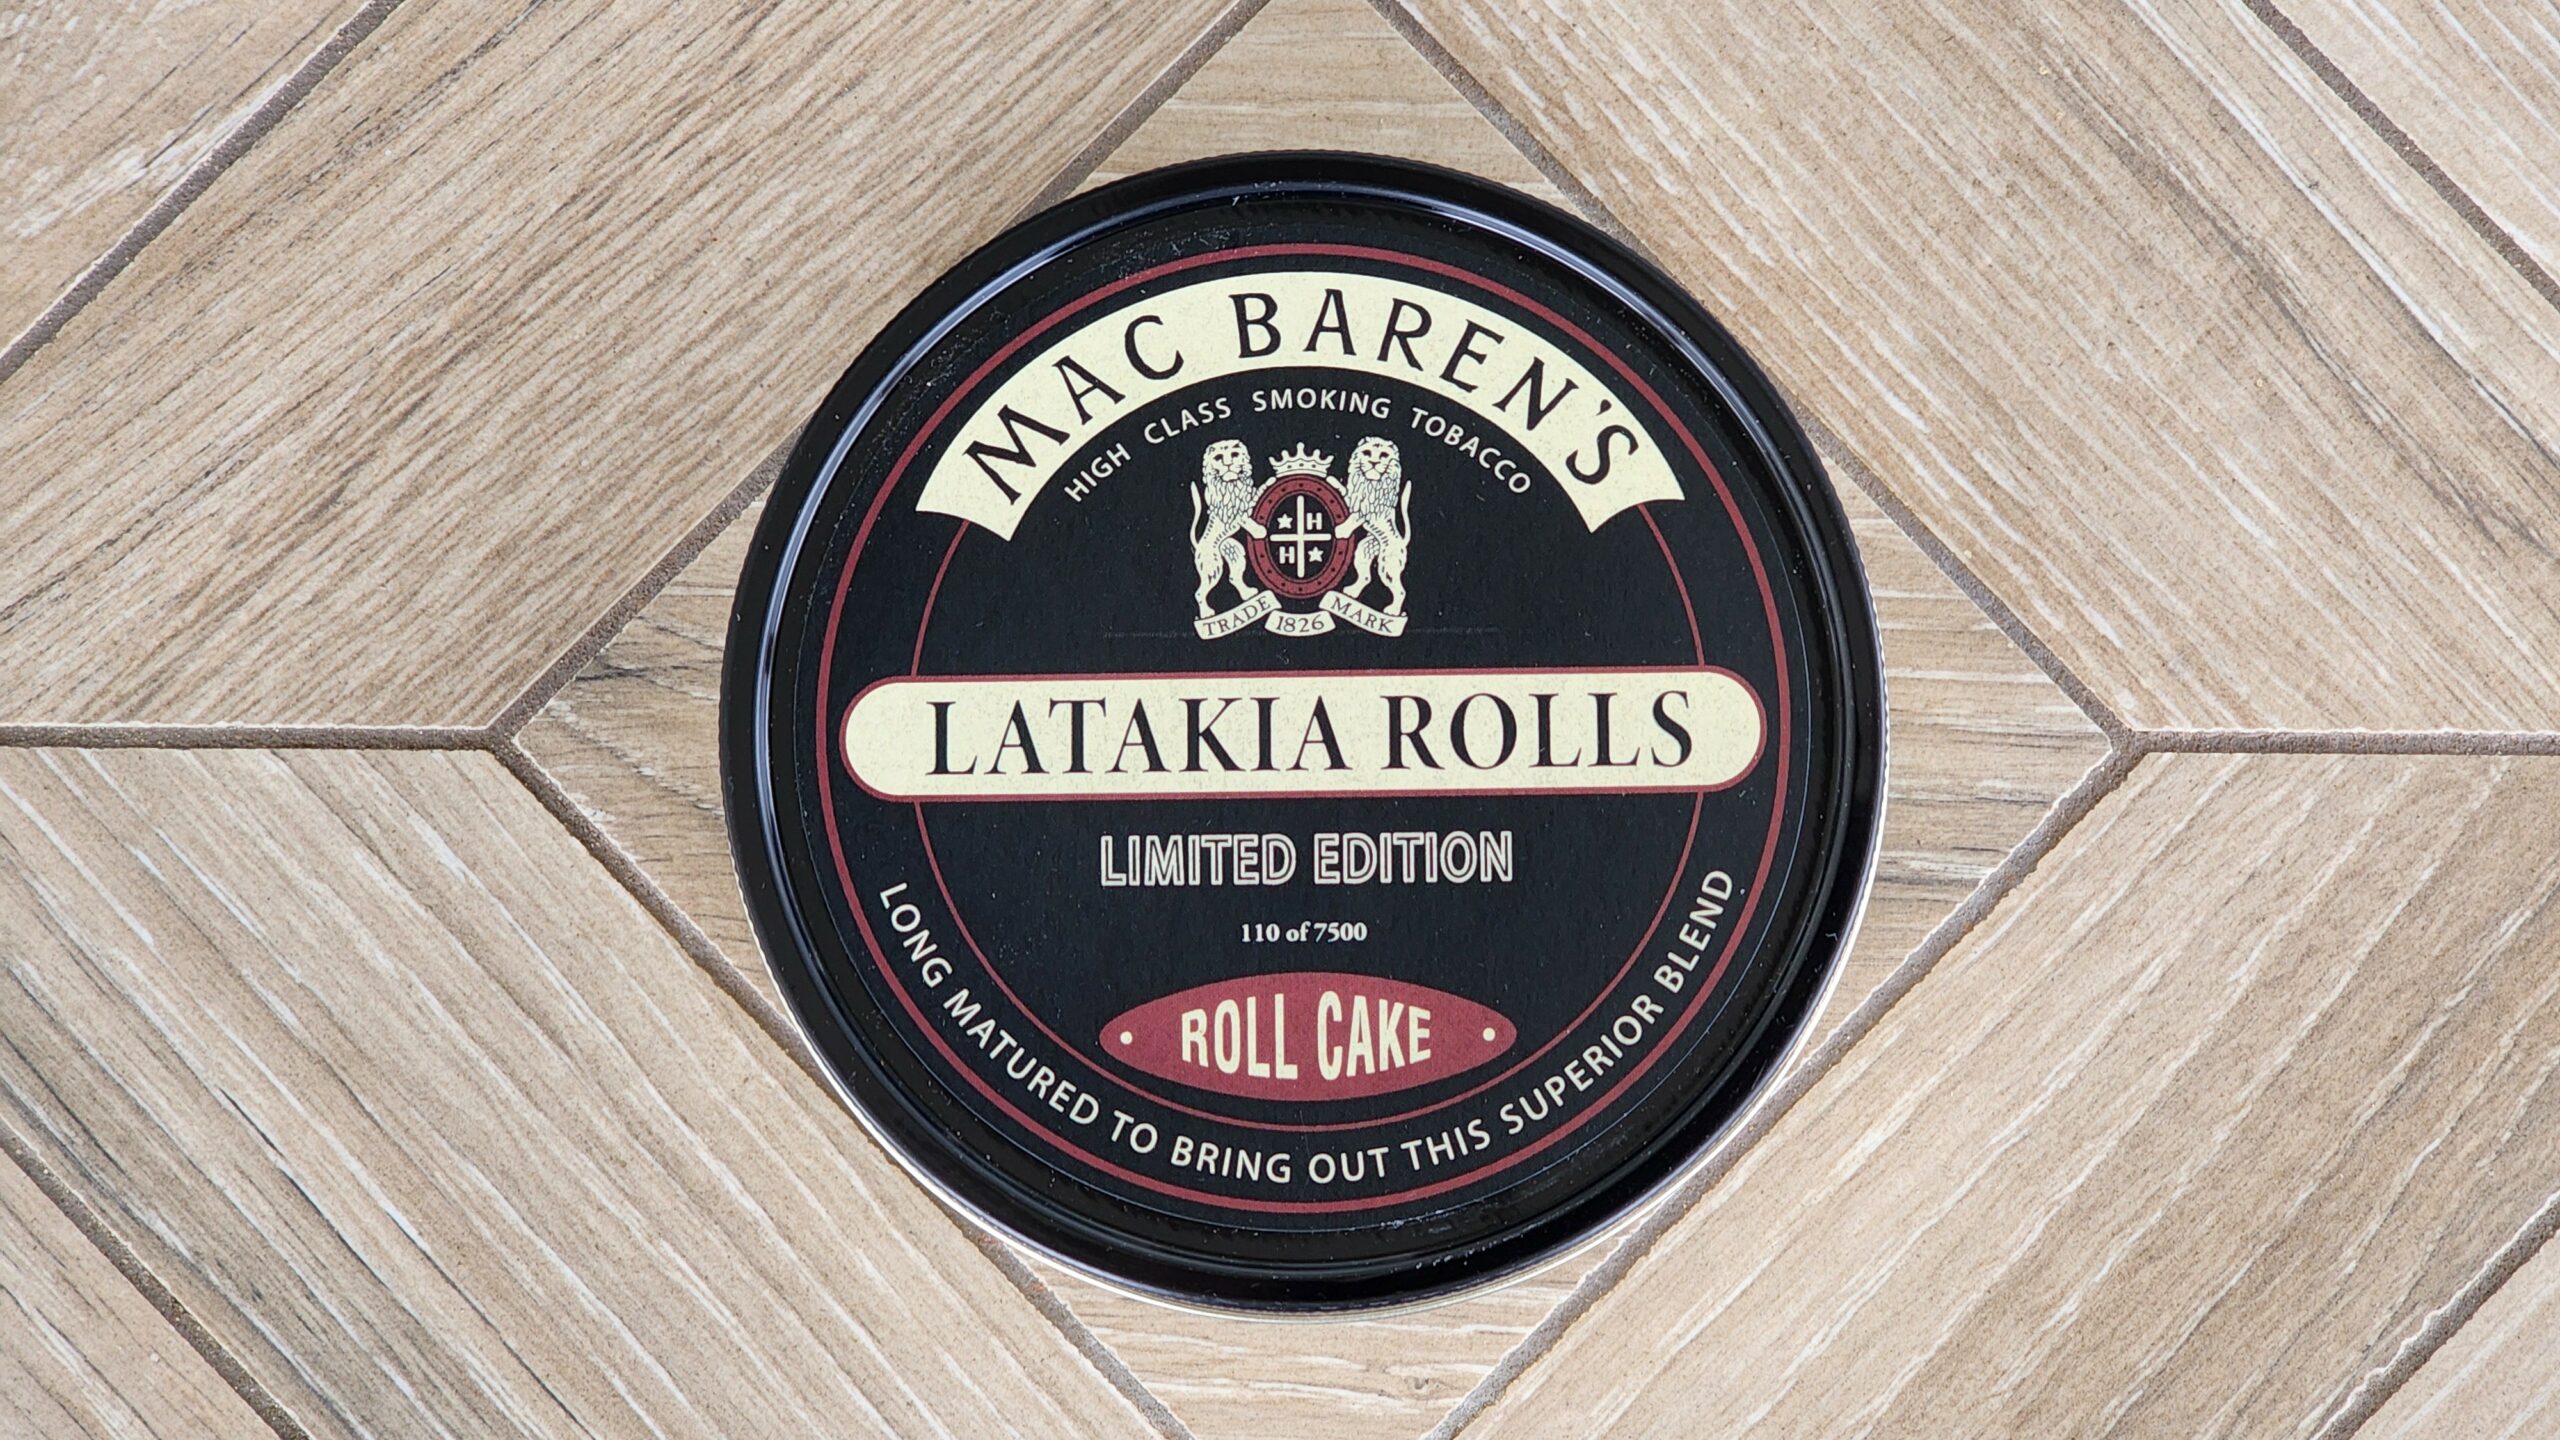 MAC BAREN'S
HIGH CLASS SMOKING TOBACCO
H
H
TRADE 1826 MARK
LATAKIA ROLLS
LIMITED EDITION
110 of 7500
ROLL CAKE
LONG MATURED TO BRING OUT THIS SUPERIOR BLEND